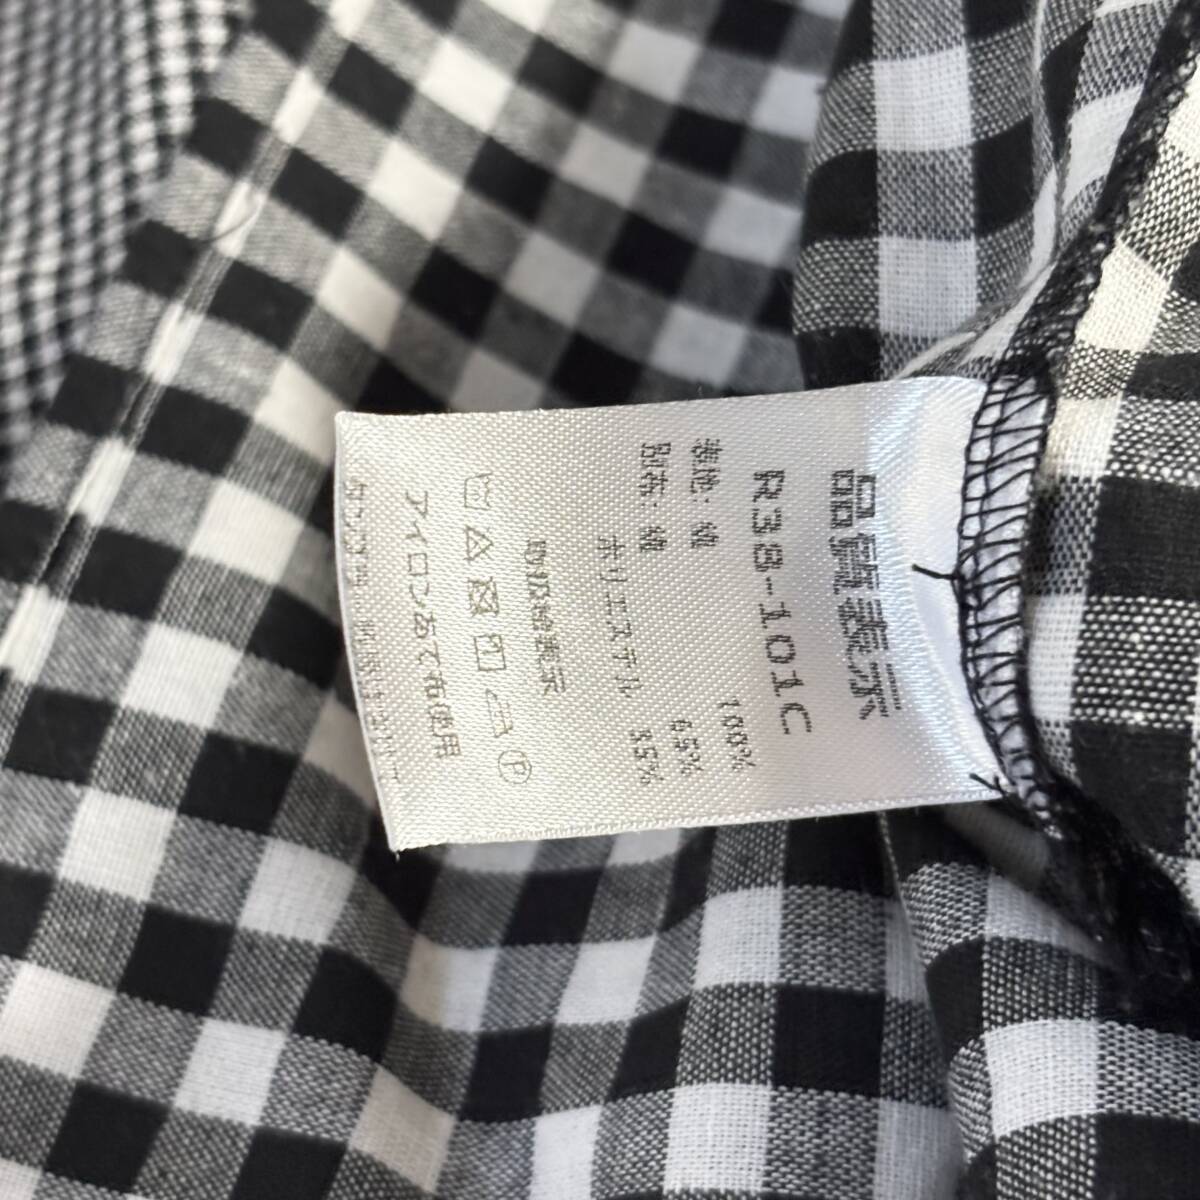 品質表示
R38-101C
表地: 綿 100%
別布: 綿 65%
ポリエステル 35%
取扱い表示
アイロンあて布使用